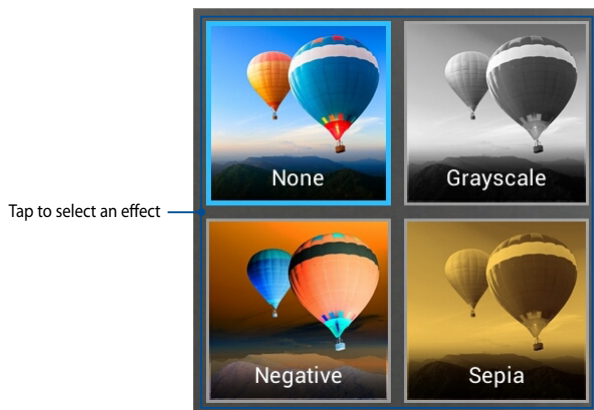 None
Grayscale
Tap to select an effect
Negative
Sepia